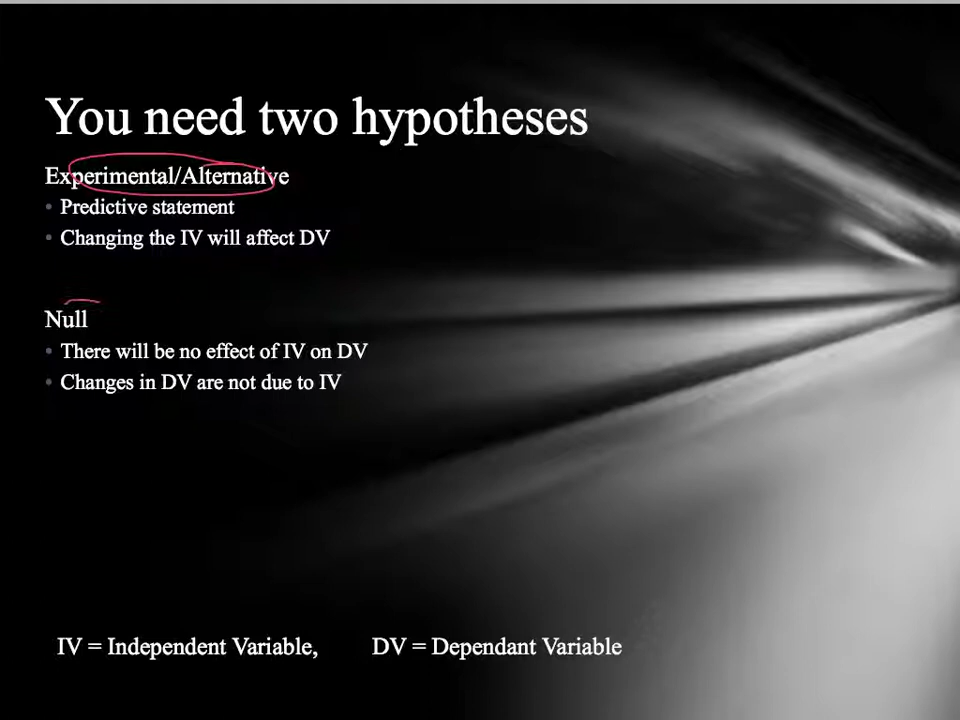 You need two hypotheses
Experimental/Alternative
• Predictive statement
• Changing the IV will affect DV
Null
• There will be no effect of IV on DV
• Changes in DV are not due to IV
IV = Independent Variable, DV = Dependant Variable